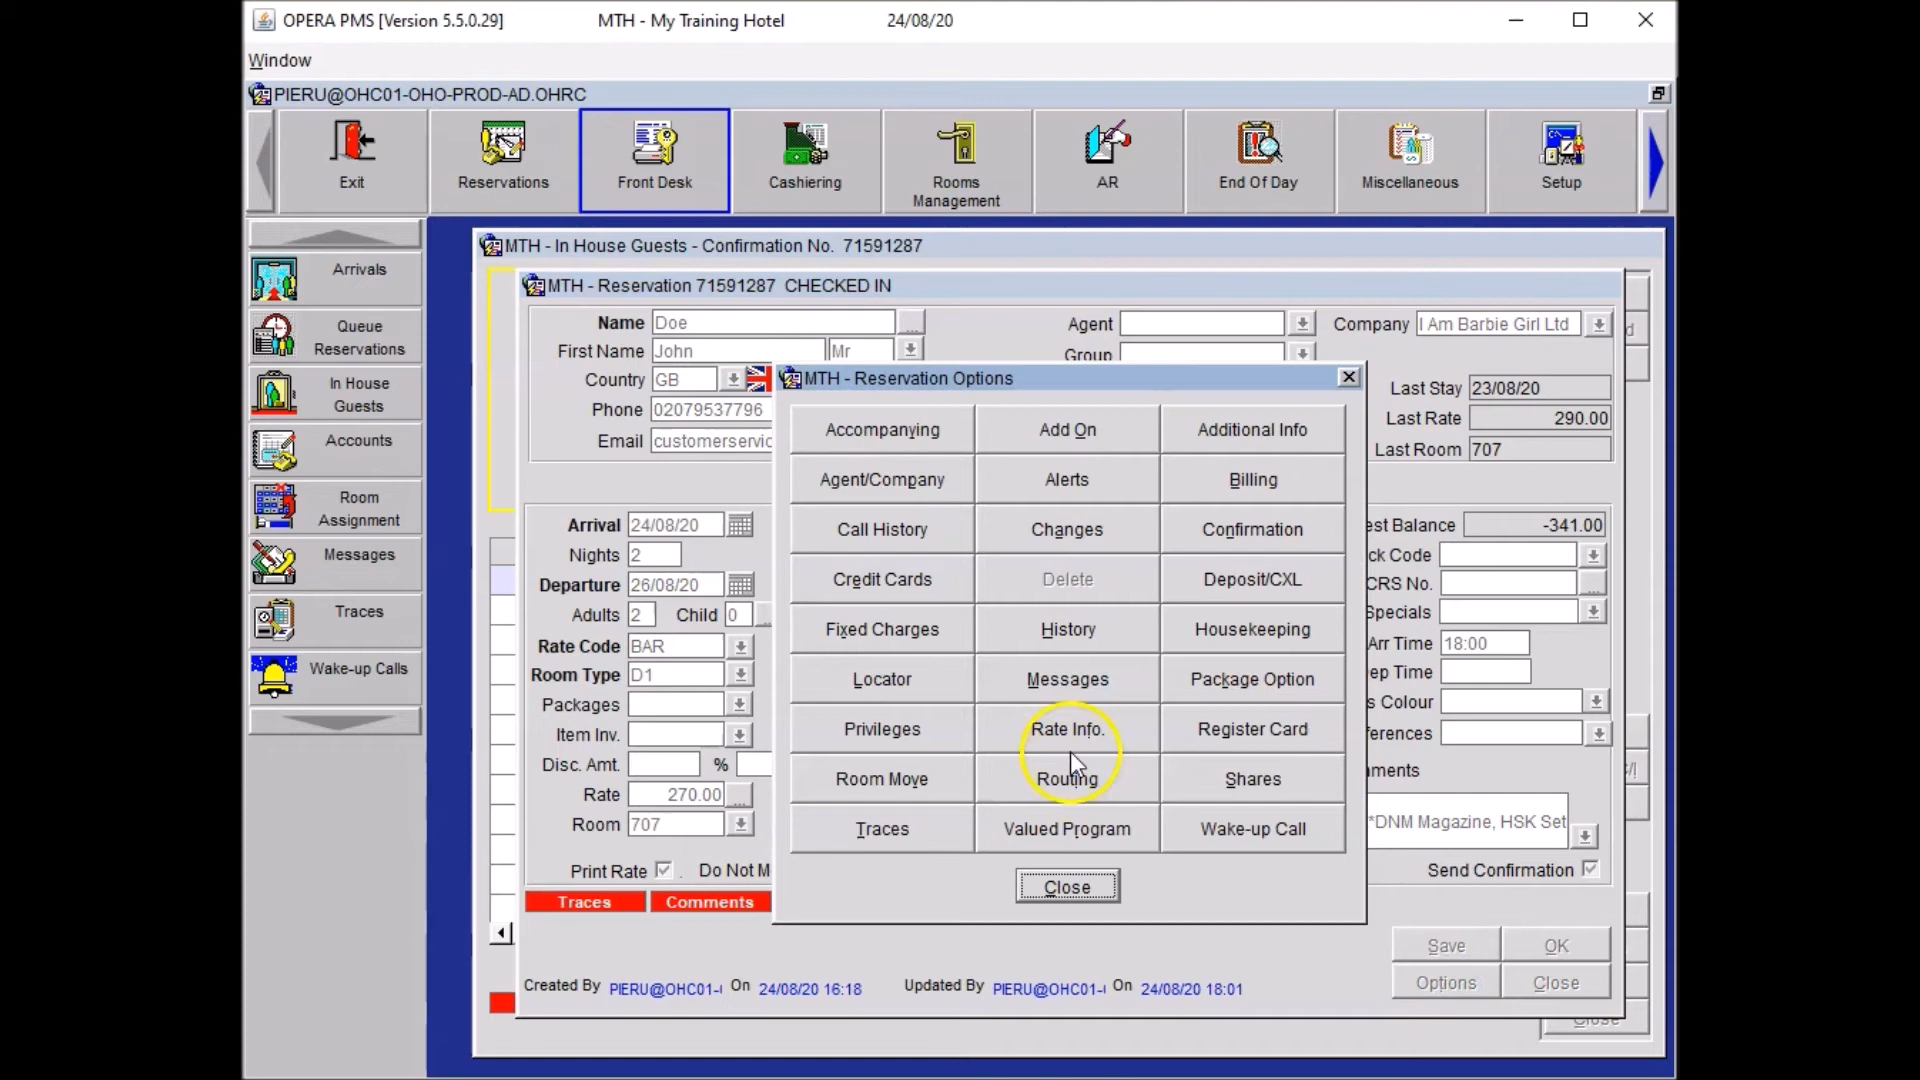 OPERA PMS [Version 5.5.0.29] MTH - My Training Hotel 24/08/20
Window
PIERU@OHC01-OHO-PROD-AD.OHRC
Exit
Reservations
Front Desk
Cashiering
Rooms
Management
AR
End Of Day
Miscellaneous
Setup
Arrivals
Queue
Reservations
In House
Guests
Accounts
Room
Assignment
Messages
Traces
Wake-up Calls
MTH - In House Guests - Confirmation No. 71591287
MTH - Reservation 71591287 CHECKED IN
Name Doe
First Name John Mr
Country GB
Phone 02079537796
Email customerservic
Agent
Group
Company I Am Barbie Girl Ltd
Last Stay 23/08/20
Last Rate 290.00
Last Room 707
Arrival 24/08/20
Nights 2
Departure 26/08/20
Adults 2 Child 0
Rate Code BAR
Room Type D1
Packages
Item Inv.
Disc. Amt. %
Rate 270.00
Room 707
Print Rate . Do Not M
Traces Comments
MTH - Reservation Options
Accompanying Add On Additional Info
Agent/Company Alerts Billing
Call History Changes Confirmation
Credit Cards Delete Deposit/CXL
Fixed Charges History Housekeeping
Locator Messages Package Option
Privileges Rate Info. Register Card
Room Move Routing Shares
Traces Valued Program Wake-up Call
Close
est Balance -341.00
ck Code
CRS No.
Specials
Arr Time 18:00
ep Time
s Colour
erences
ments
*DNM Magazine, HSK Set
Send Confirmation
Save OK
Options Close
Created By PIERU@OHC01-( On 24/08/20 16:18 Updated By PIERU@OHC01-( On 24/08/20 18:01
Close